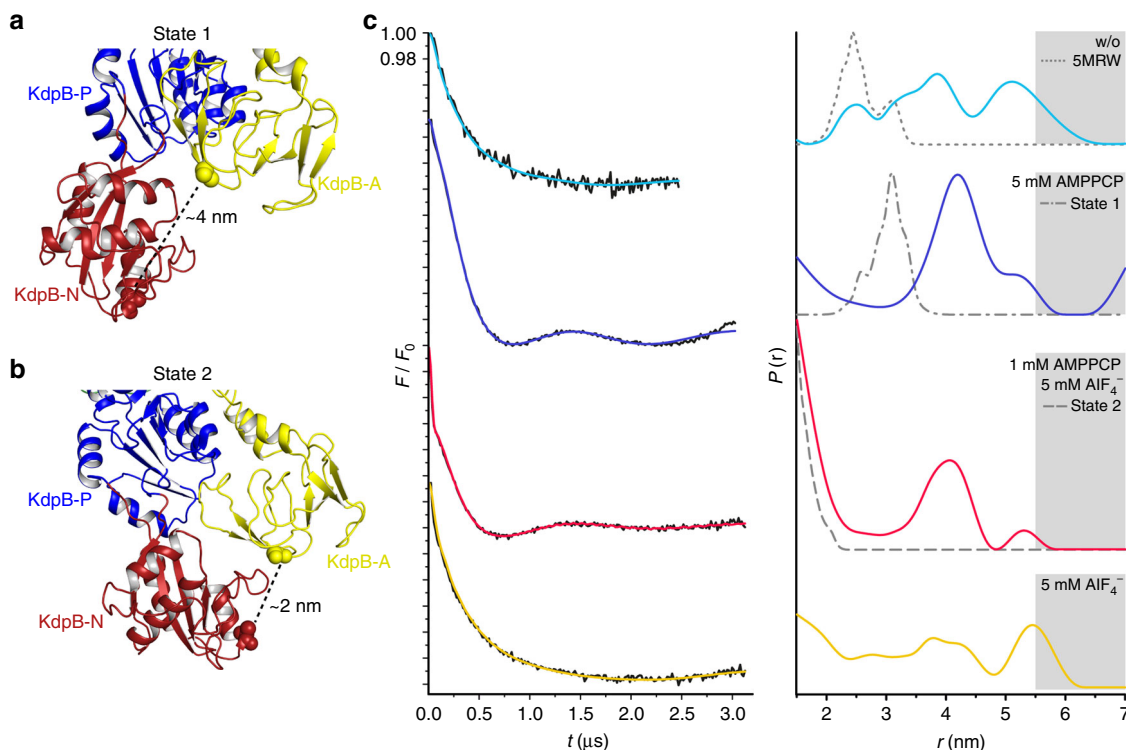 a
State 1
KdpB-P
KdpB-A
~4 nm
KdpB-N
b
State 2
KdpB-P
KdpB-A
KdpB-N
~2 nm
c
1.00
0.98
F / F0
0.0 0.5 1.0 1.5 2.0 2.5 3.0
t (μs)
P (r)
w/o
5MRW
5 mM AMPPCP
State 1
1 mM AMPPCP
5 mM AlF4−
State 2
5 mM AlF4−
2 3 4 5 6 7
r (nm)